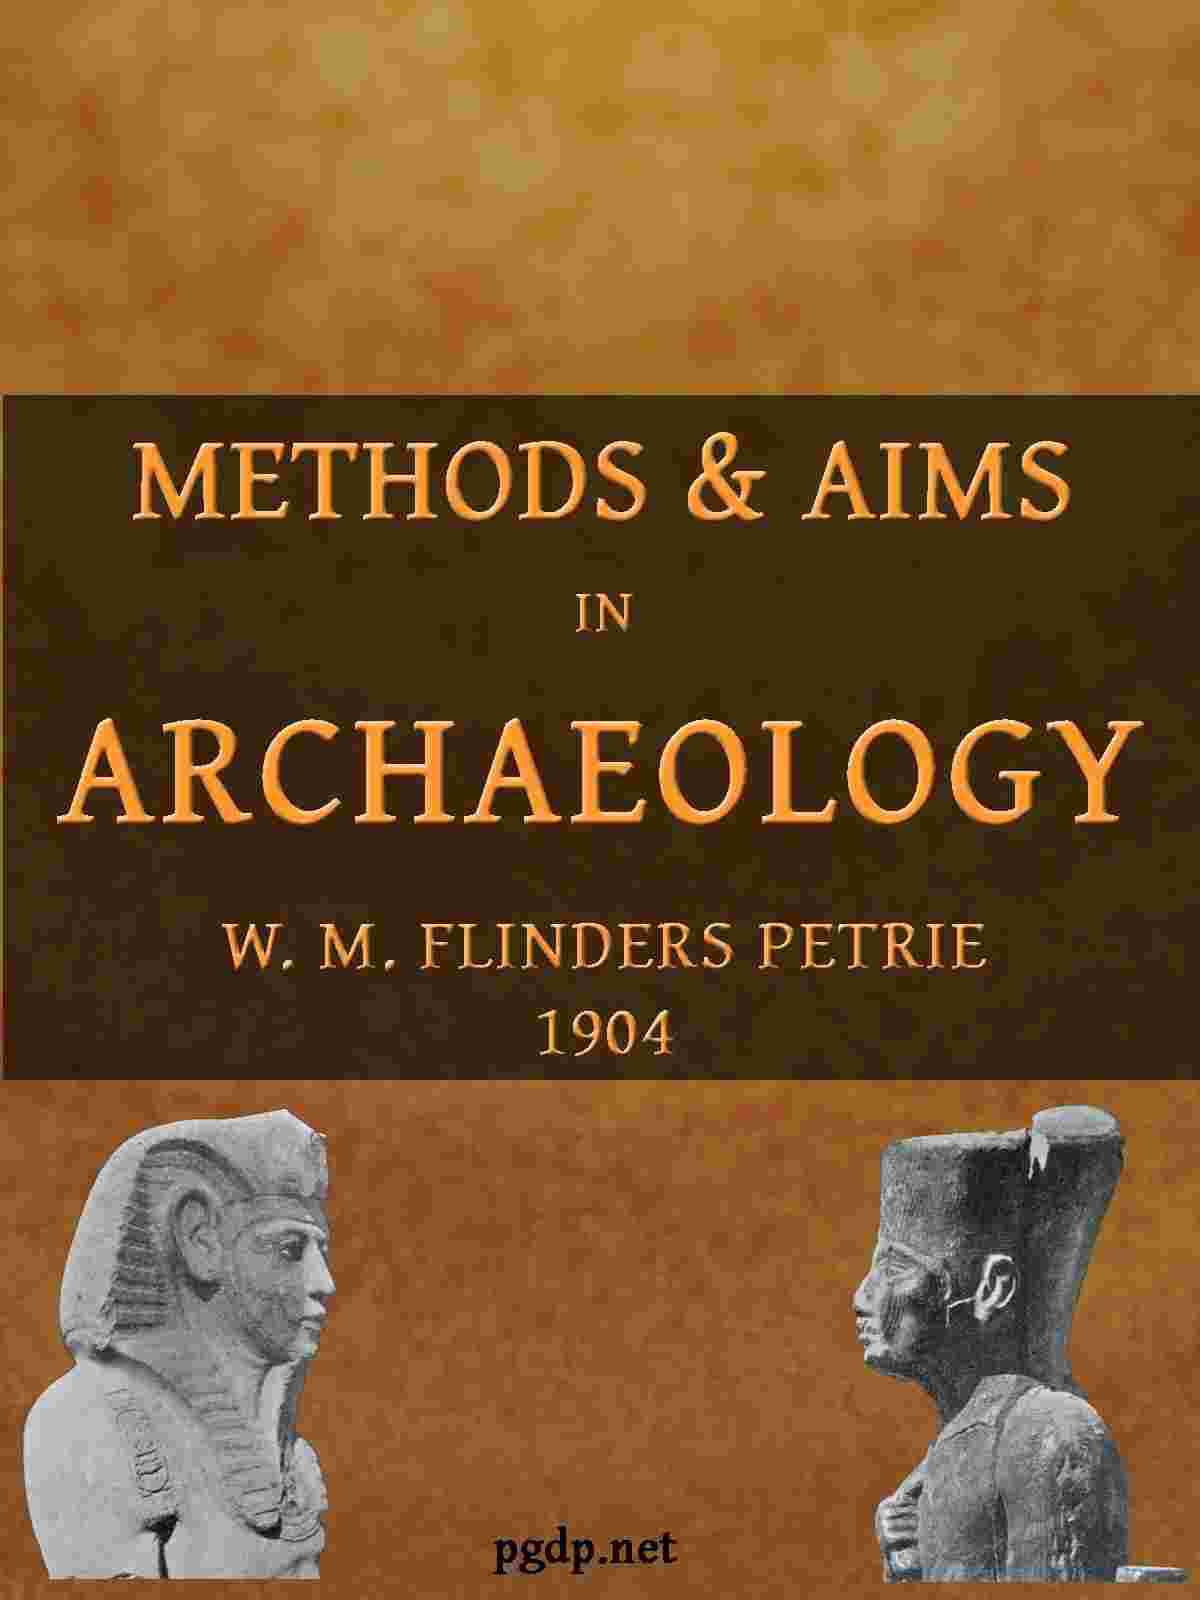 METHODS & AIMS
IN
ARCHAEOLOGY
W. M. FLINDERS PETRIE
1904
pgdp.net